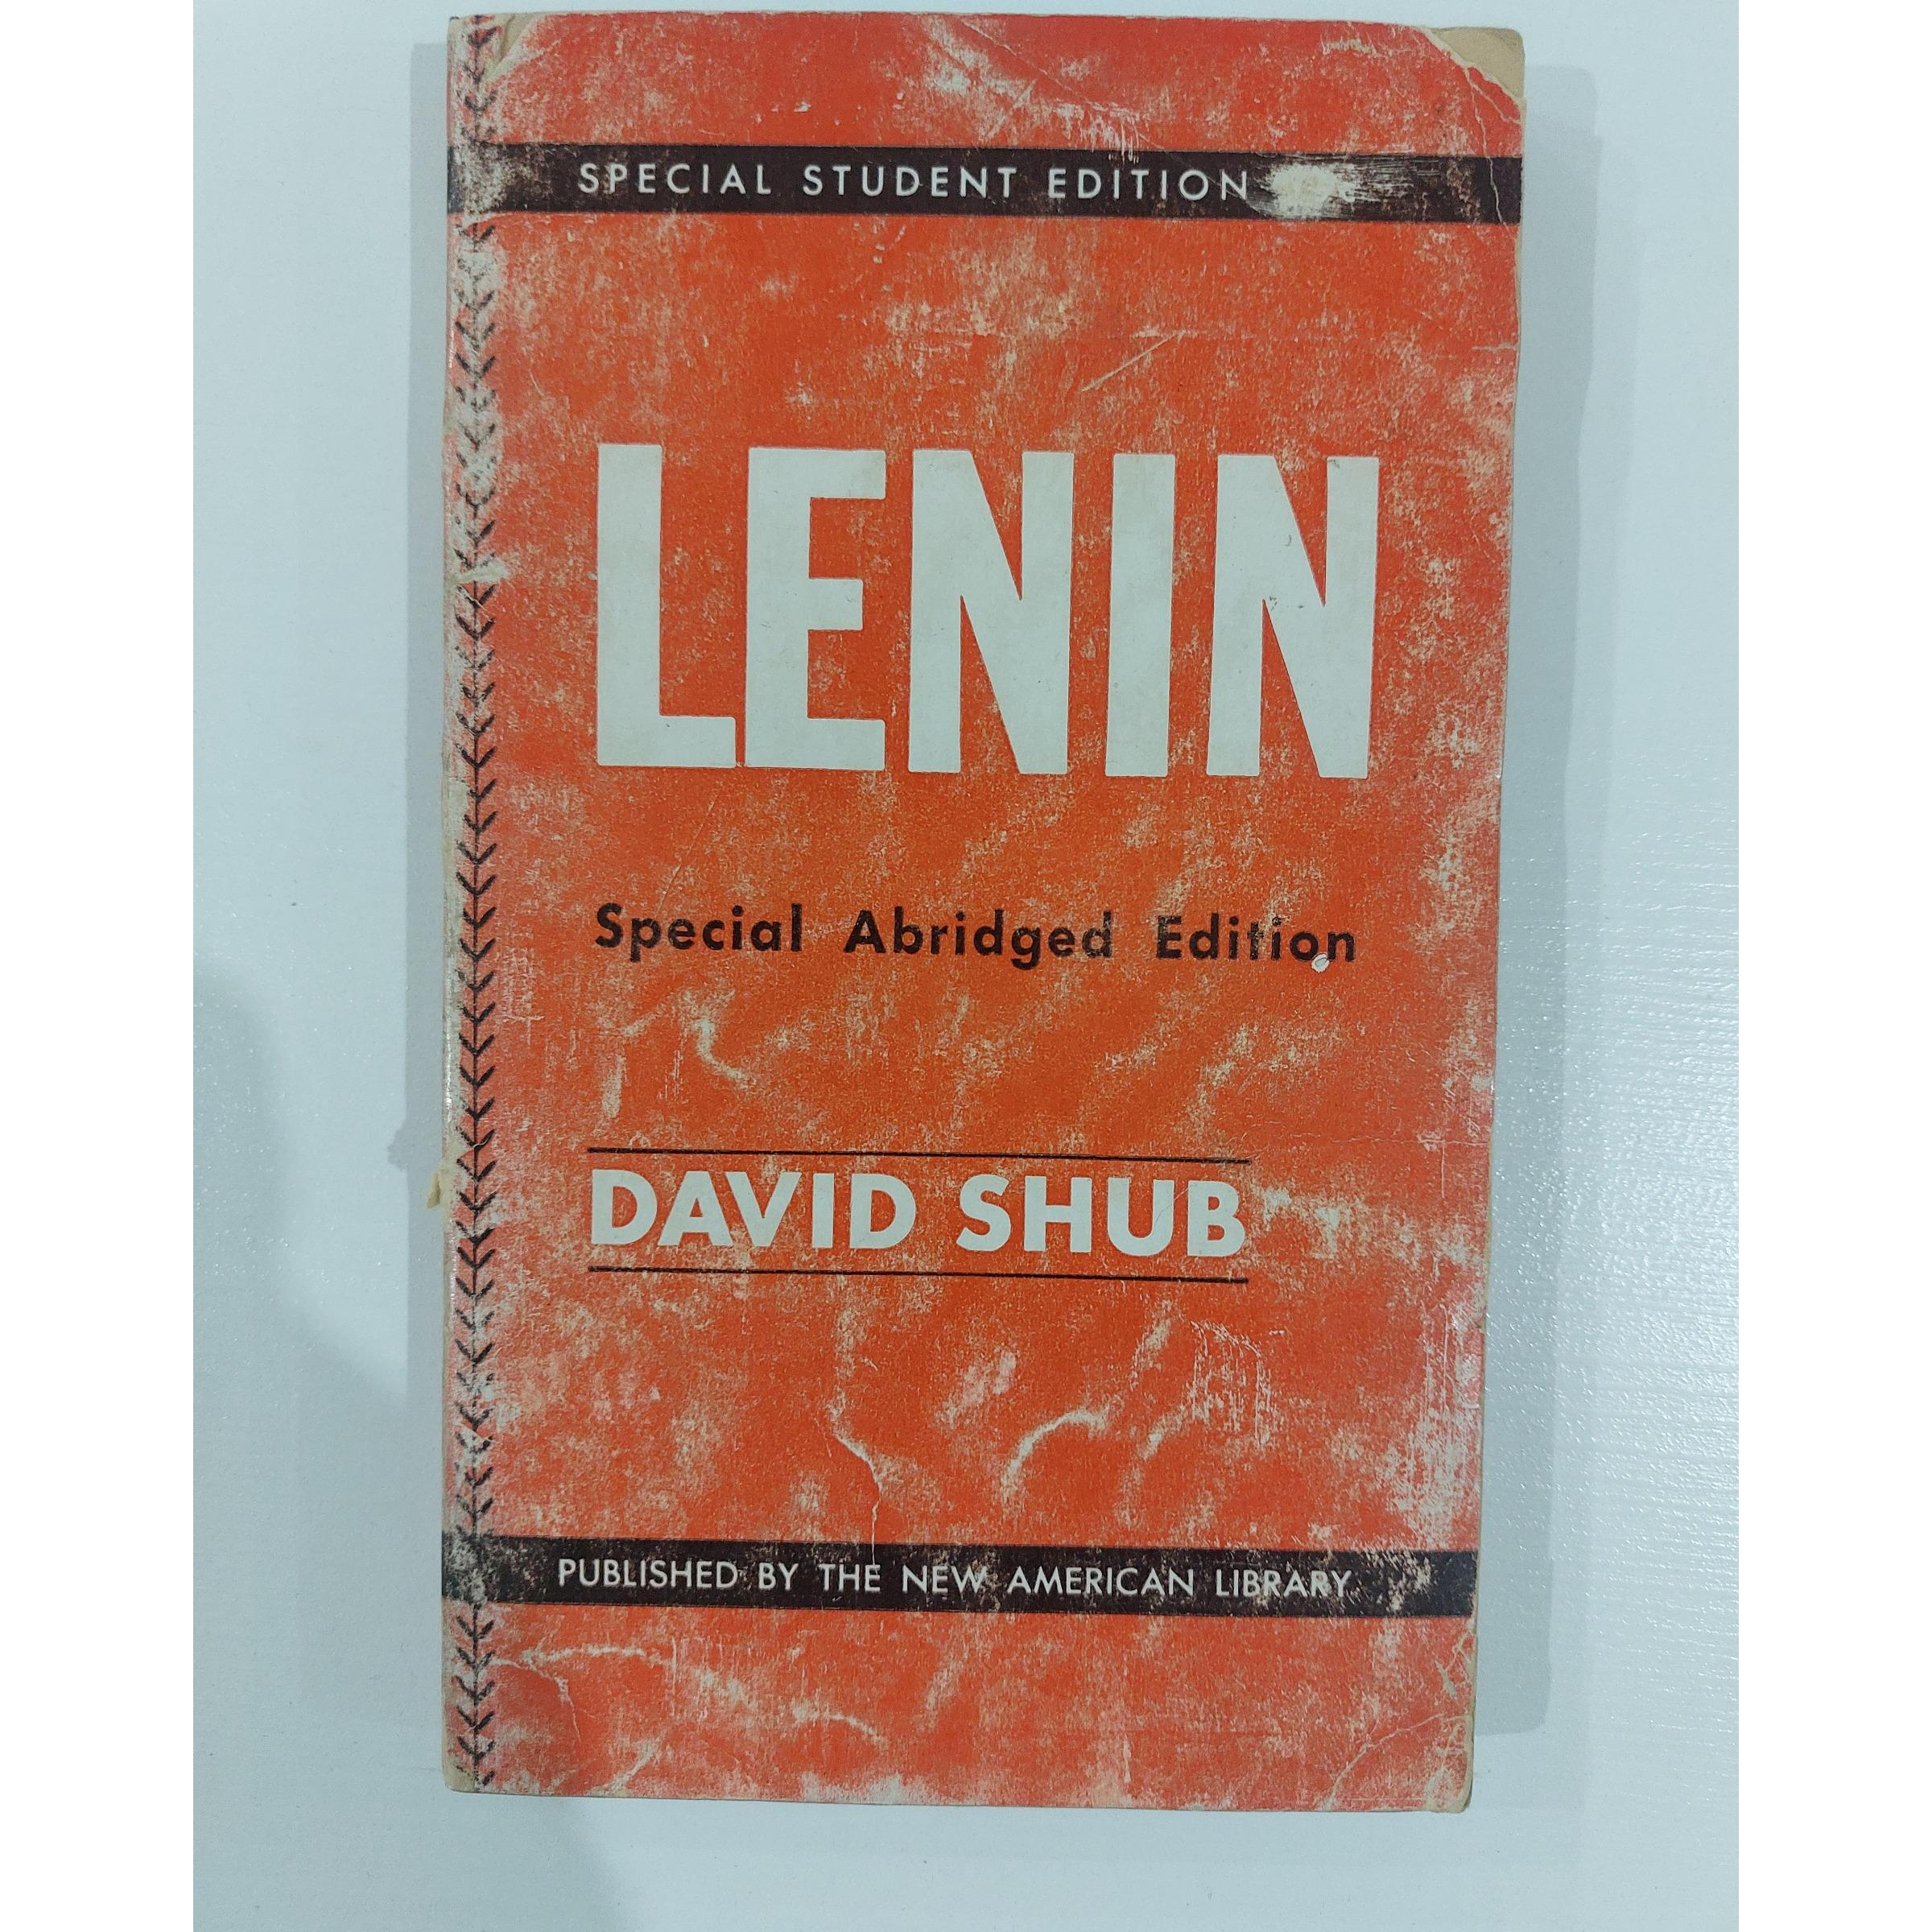 SPECIAL STUDENT EDITION
LENIN
Special Abridged Edition
DAVID SHUB
PUBLISHED BY THE NEW AMERICAN LIBRARY